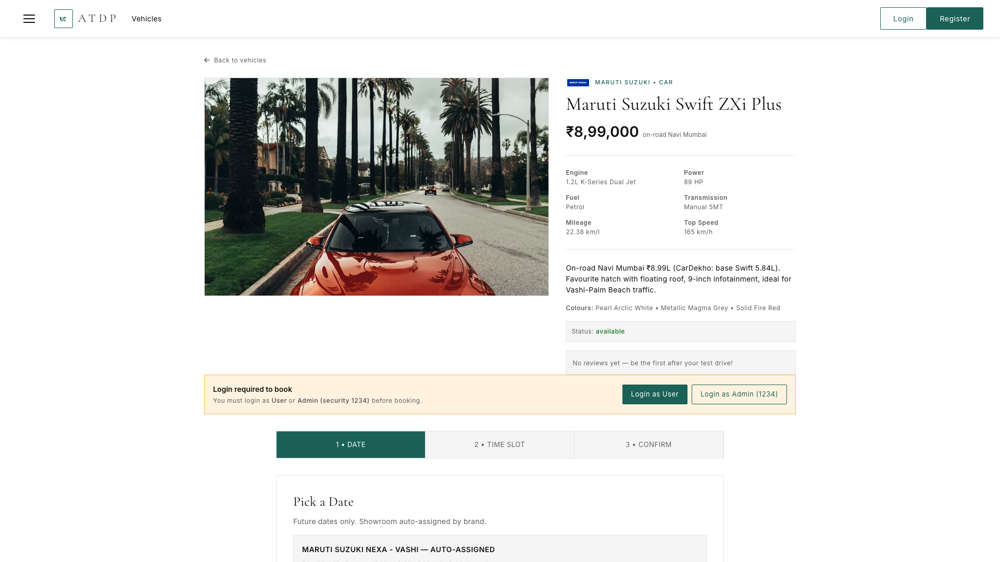 ATDP
Vehicles
Login
Register
← Back to vehicles
MARUTI SUZUKI
MARUTI SUZUKI • CAR
Maruti Suzuki Swift ZXi Plus
₹8,99,000 on-road Navi Mumbai
Engine
1.2L K-Series Dual Jet
Power
89 HP
Fuel
Petrol
Transmission
Manual 5MT
Mileage
22.38 km/l
Top Speed
165 km/h
On-road Navi Mumbai ₹8.99L (CarDekho: base Swift 5.84L).
Favourite hatch with floating roof, 9-inch infotainment, ideal for
Vashi-Palm Beach traffic.
Colours: Pearl Arctic White • Metallic Magma Grey • Solid Fire Red
Status: available
No reviews yet — be the first after your test drive!
Login required to book
You must login as User or Admin (security 1234) before booking.
Login as User
Login as Admin (1234)
1 • DATE
2 • TIME SLOT
3 • CONFIRM
Pick a Date
Future dates only. Showroom auto-assigned by brand.
MARUTI SUZUKI NEXA - VASHI — AUTO-ASSIGNED